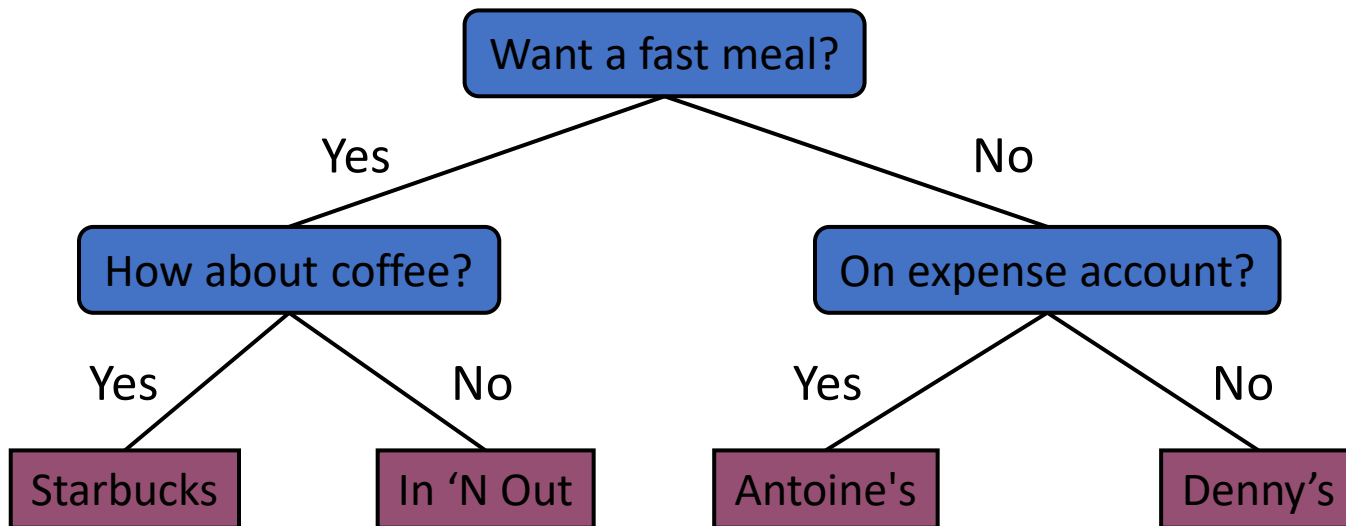 Want a fast meal?
Yes
No
How about coffee?
On expense account?
Yes
No
Yes
No
Starbucks
In ‘N Out
Antoine's
Denny’s